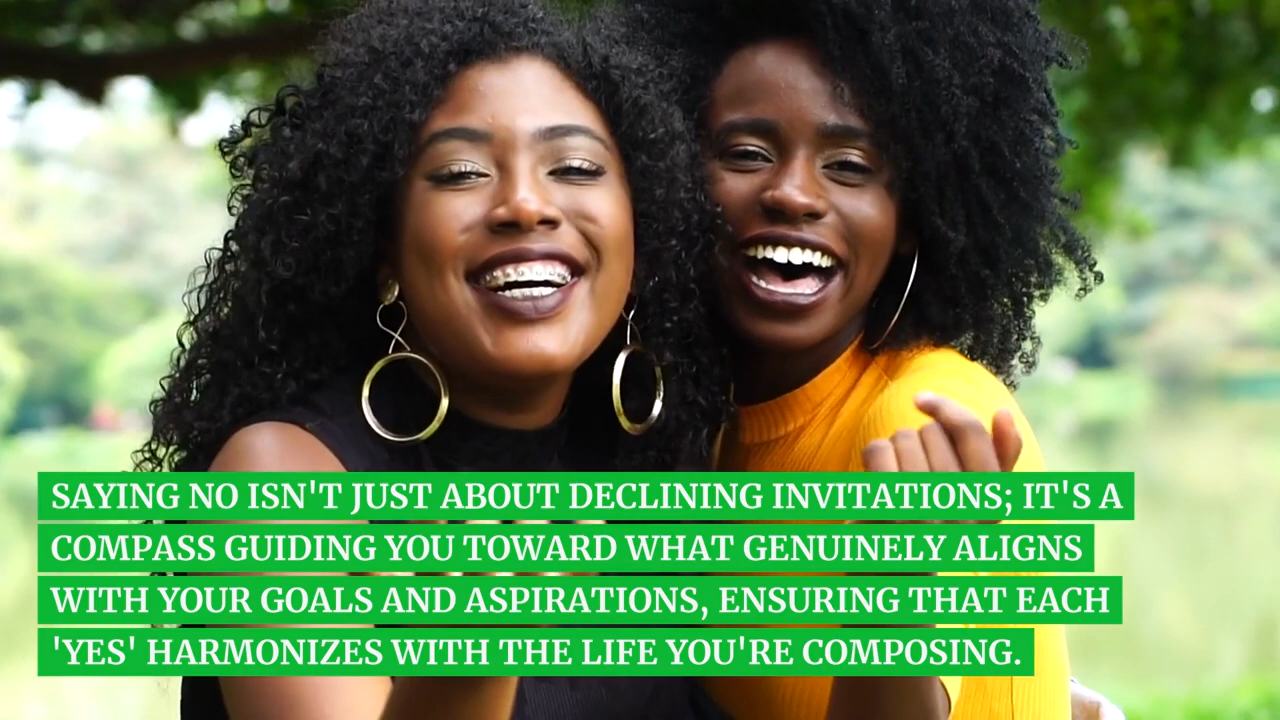 SAYING NO ISN'T JUST ABOUT DECLINING INVITATIONS; IT'S A
COMPASS GUIDING YOU TOWARD WHAT GENUINELY ALIGNS
WITH YOUR GOALS AND ASPIRATIONS, ENSURING THAT EACH
'YES' HARMONIZES WITH THE LIFE YOU'RE COMPOSING.